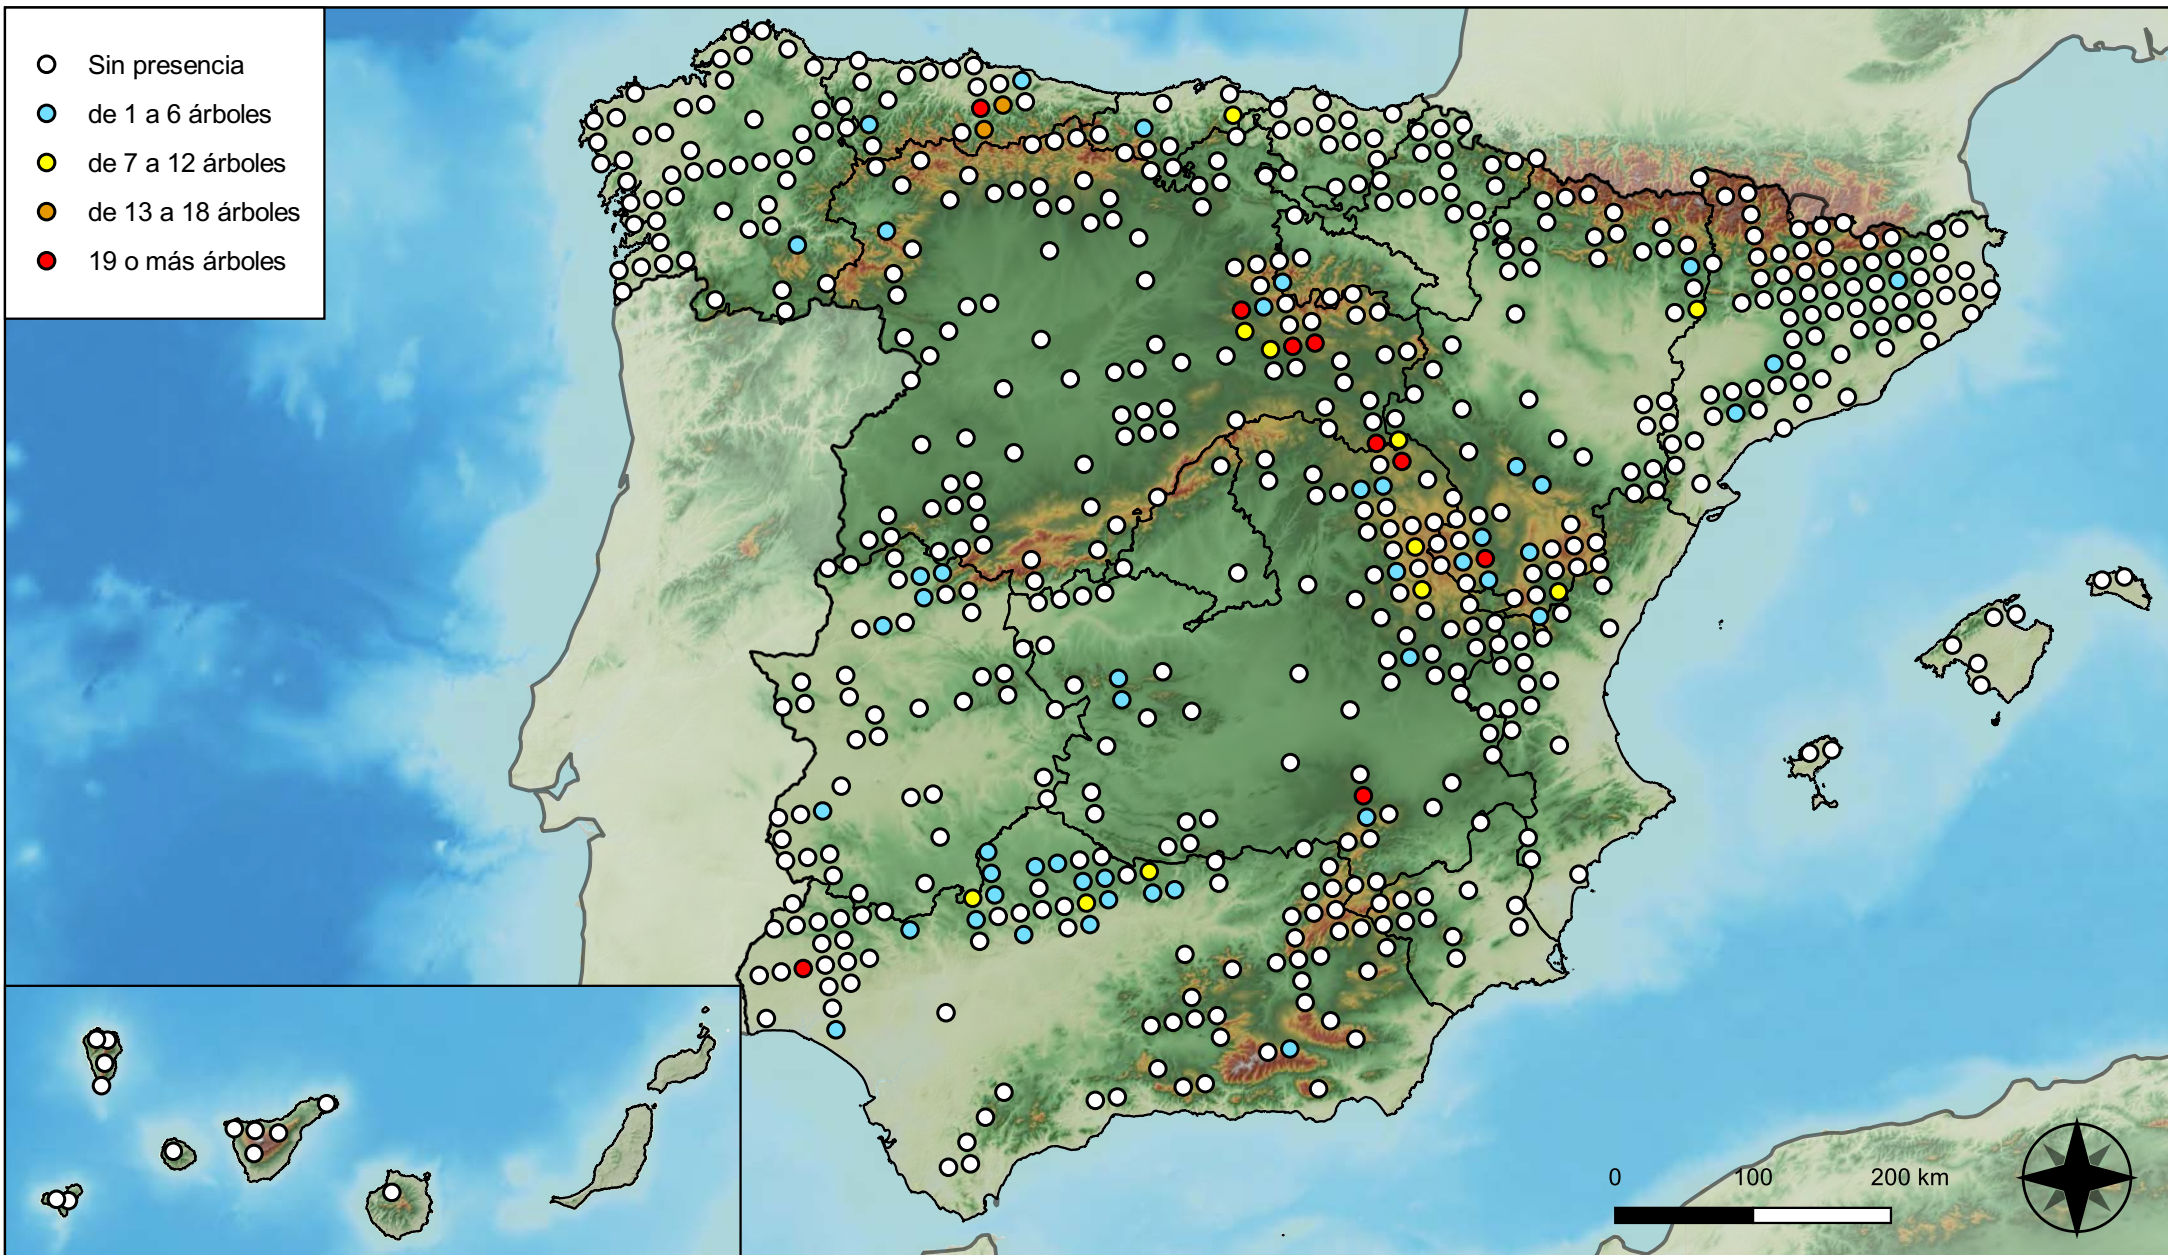 Sin presencia
de 1 a 6 árboles
de 7 a 12 árboles
de 13 a 18 árboles
19 o más árboles
0 100 200 km